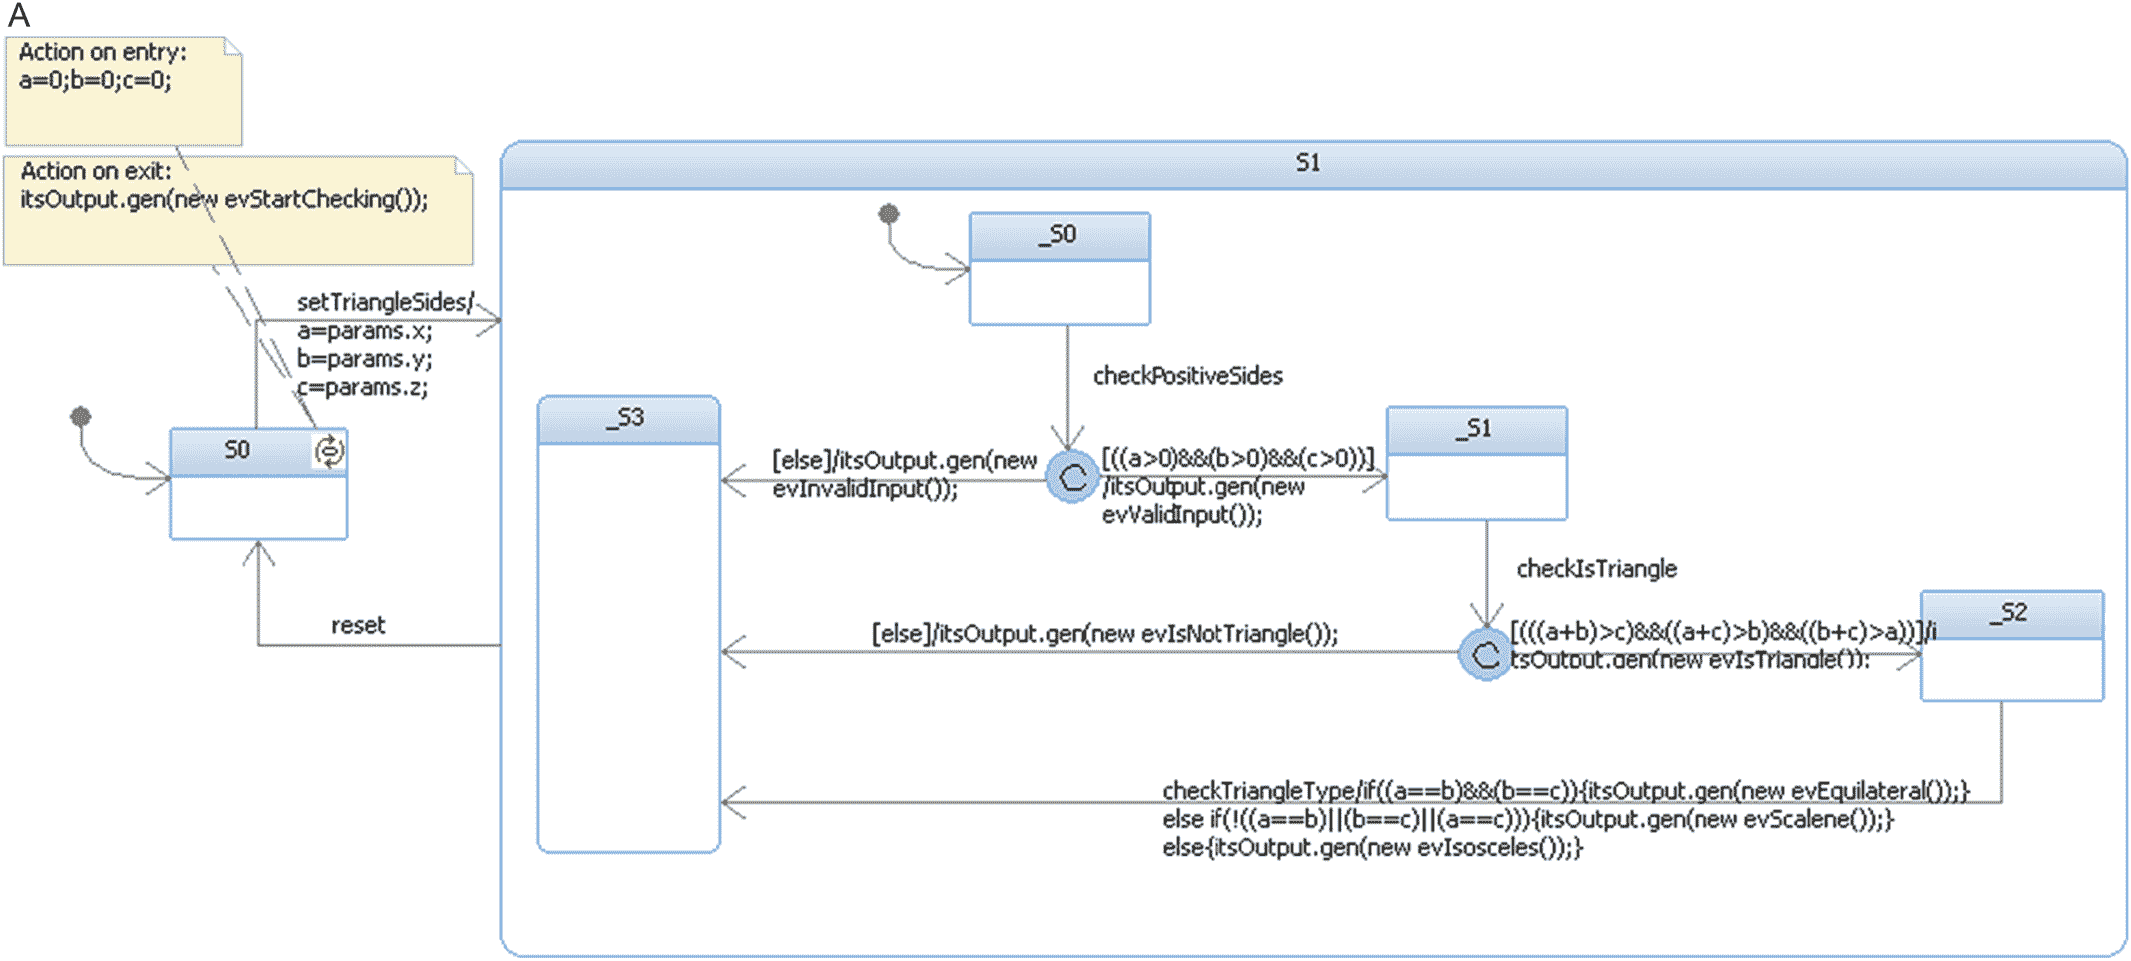 A
Action on entry:
a=0;b=0;c=0;
Action on exit:
itsOutput.gen(new evStartChecking());
S1
_S0
setTriangleSides/
a=params.x;
b=params.y;
c=params.z;
checkPositiveSides
_S3
_S1
S0
[else]/itsOutput.gen(new
evInvalidInput());
C
[((a>0)&&(b>0)&&(c>0))]
/itsOutput.gen(new
evValidInput());
checkIsTriangle
_S2
reset
[else]/itsOutput.gen(new evIsNotTriangle());
C
[(((a+b)>c)&&((a+c)>b)&&((b+c)>a))]/i
tsOutput.gen(new evIsTriangle());
checkTriangleType/if((a==b)&&(b==c)){itsOutput.gen(new evEquilateral());}
else if(!((a==b)||(b==c)||(a==c))){itsOutput.gen(new evScalene());}
else{itsOutput.gen(new evIsosceles());}